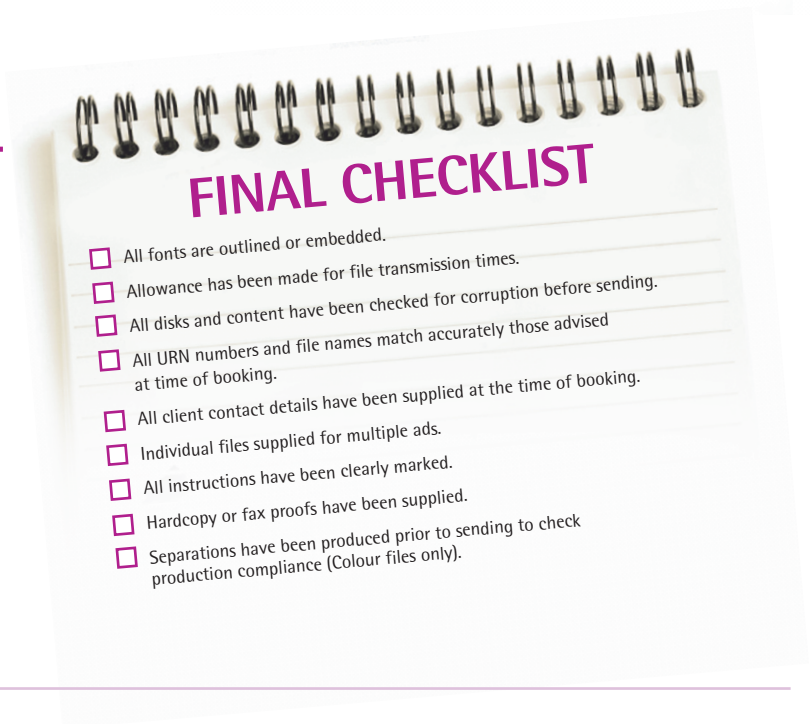 FINAL CHECKLIST
All fonts are outlined or embedded.
Allowance has been made for file transmission times.
All disks and content have been checked for corruption before sending.
All URN numbers and file names match accurately those advised
at time of booking.
All client contact details have been supplied at the time of booking.
Individual files supplied for multiple ads.
All instructions have been clearly marked.
Hardcopy or fax proofs have been supplied.
Separations have been produced prior to sending to check
production compliance (Colour files only).